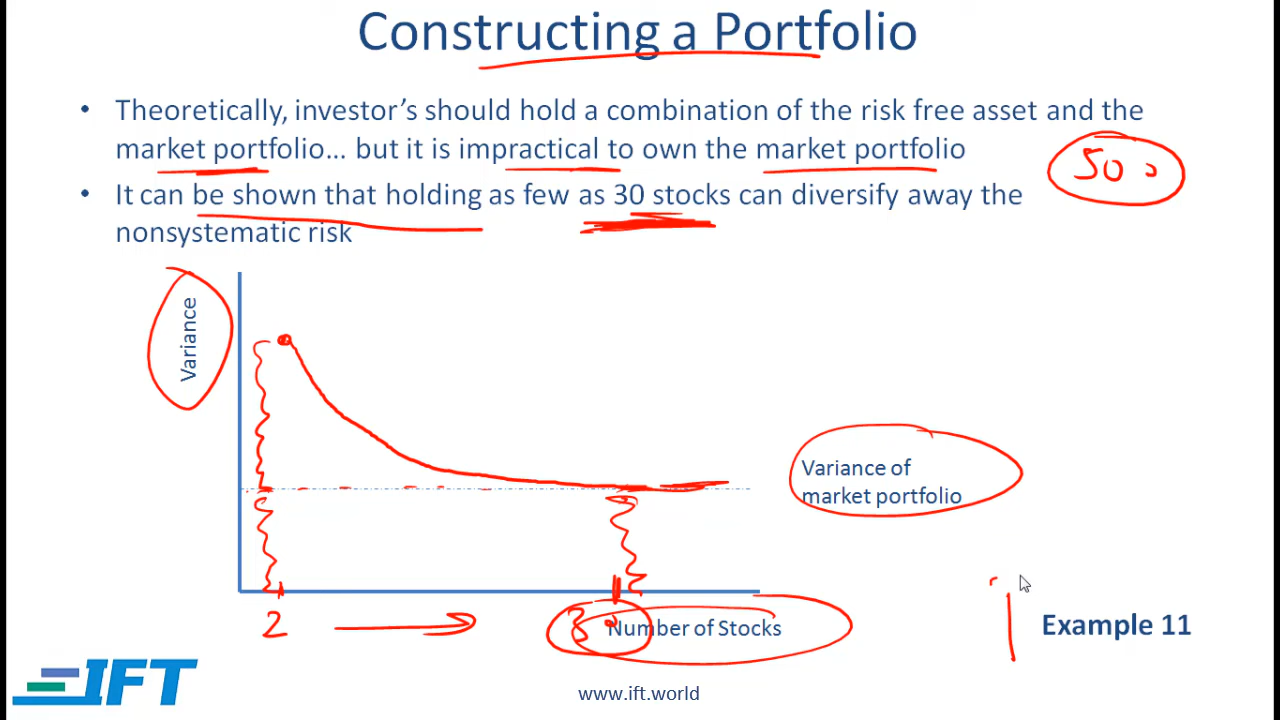 Constructing a Portfolio
• Theoretically, investor's should hold a combination of the risk free asset and the
market portfolio... but it is impractical to own the market portfolio
500
• It can be shown that holding as few as 30 stocks can diversify away the
nonsystematic risk
Variance
Variance of
market portfolio
2
30
Number of Stocks
Example 11
IFT
www.ift.world